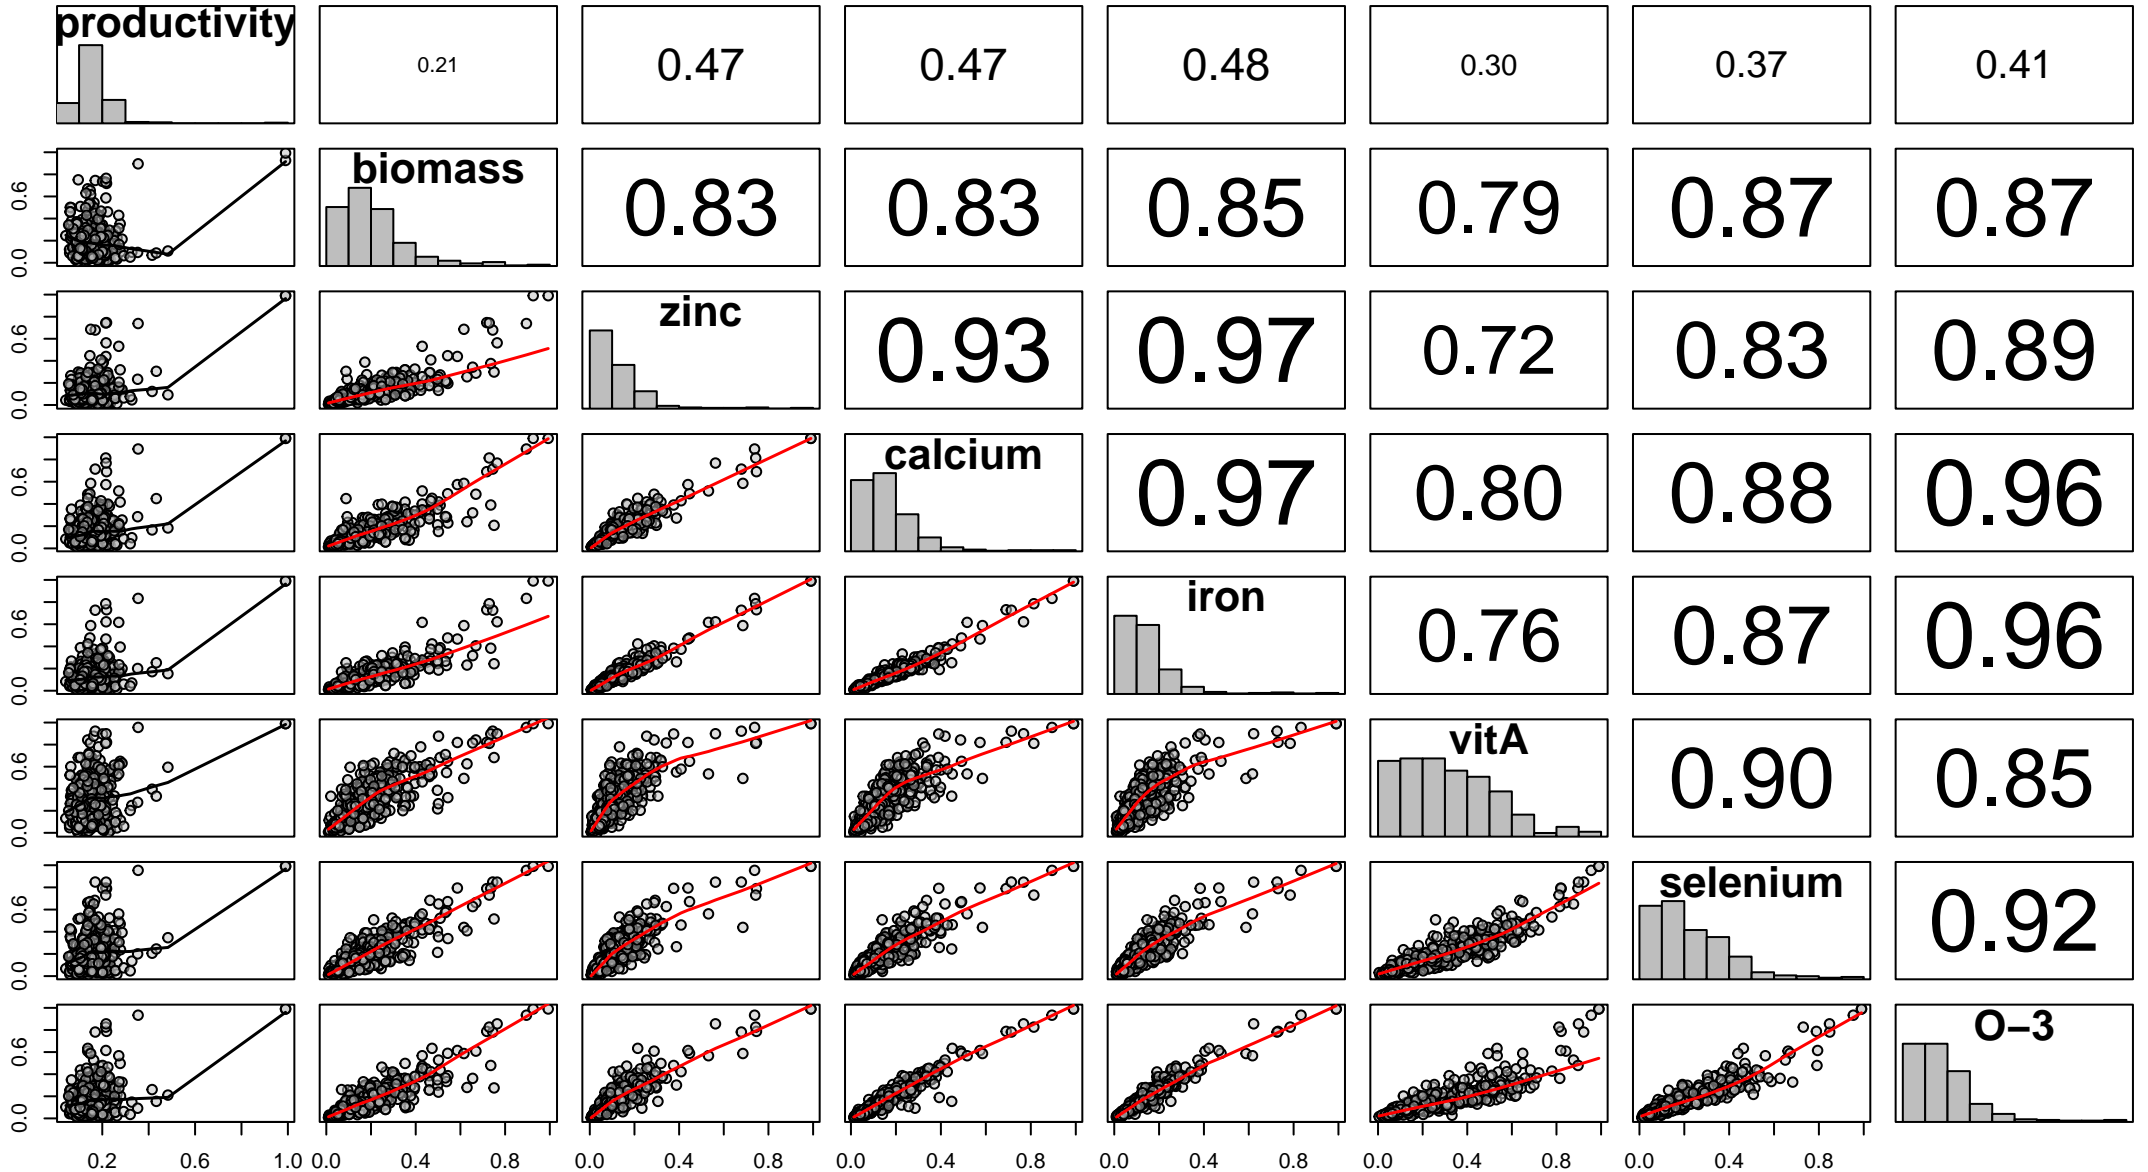 productivity 0.21 0.47 0.47 0.48 0.30 0.37 0.41
0.0 0.6 biomass 0.83 0.83 0.85 0.79 0.87 0.87
0.0 0.6 zinc 0.93 0.97 0.72 0.83 0.89
0.0 0.6 calcium 0.97 0.80 0.88 0.96
0.0 0.6 iron 0.76 0.87 0.96
0.0 0.6 vitA 0.90 0.85
0.0 0.6 selenium 0.92
0.0 0.6 O−3
0.2 0.6 1.0 0.0 0.4 0.8 0.0 0.4 0.8 0.0 0.4 0.8 0.0 0.4 0.8 0.0 0.4 0.8 0.0 0.4 0.8